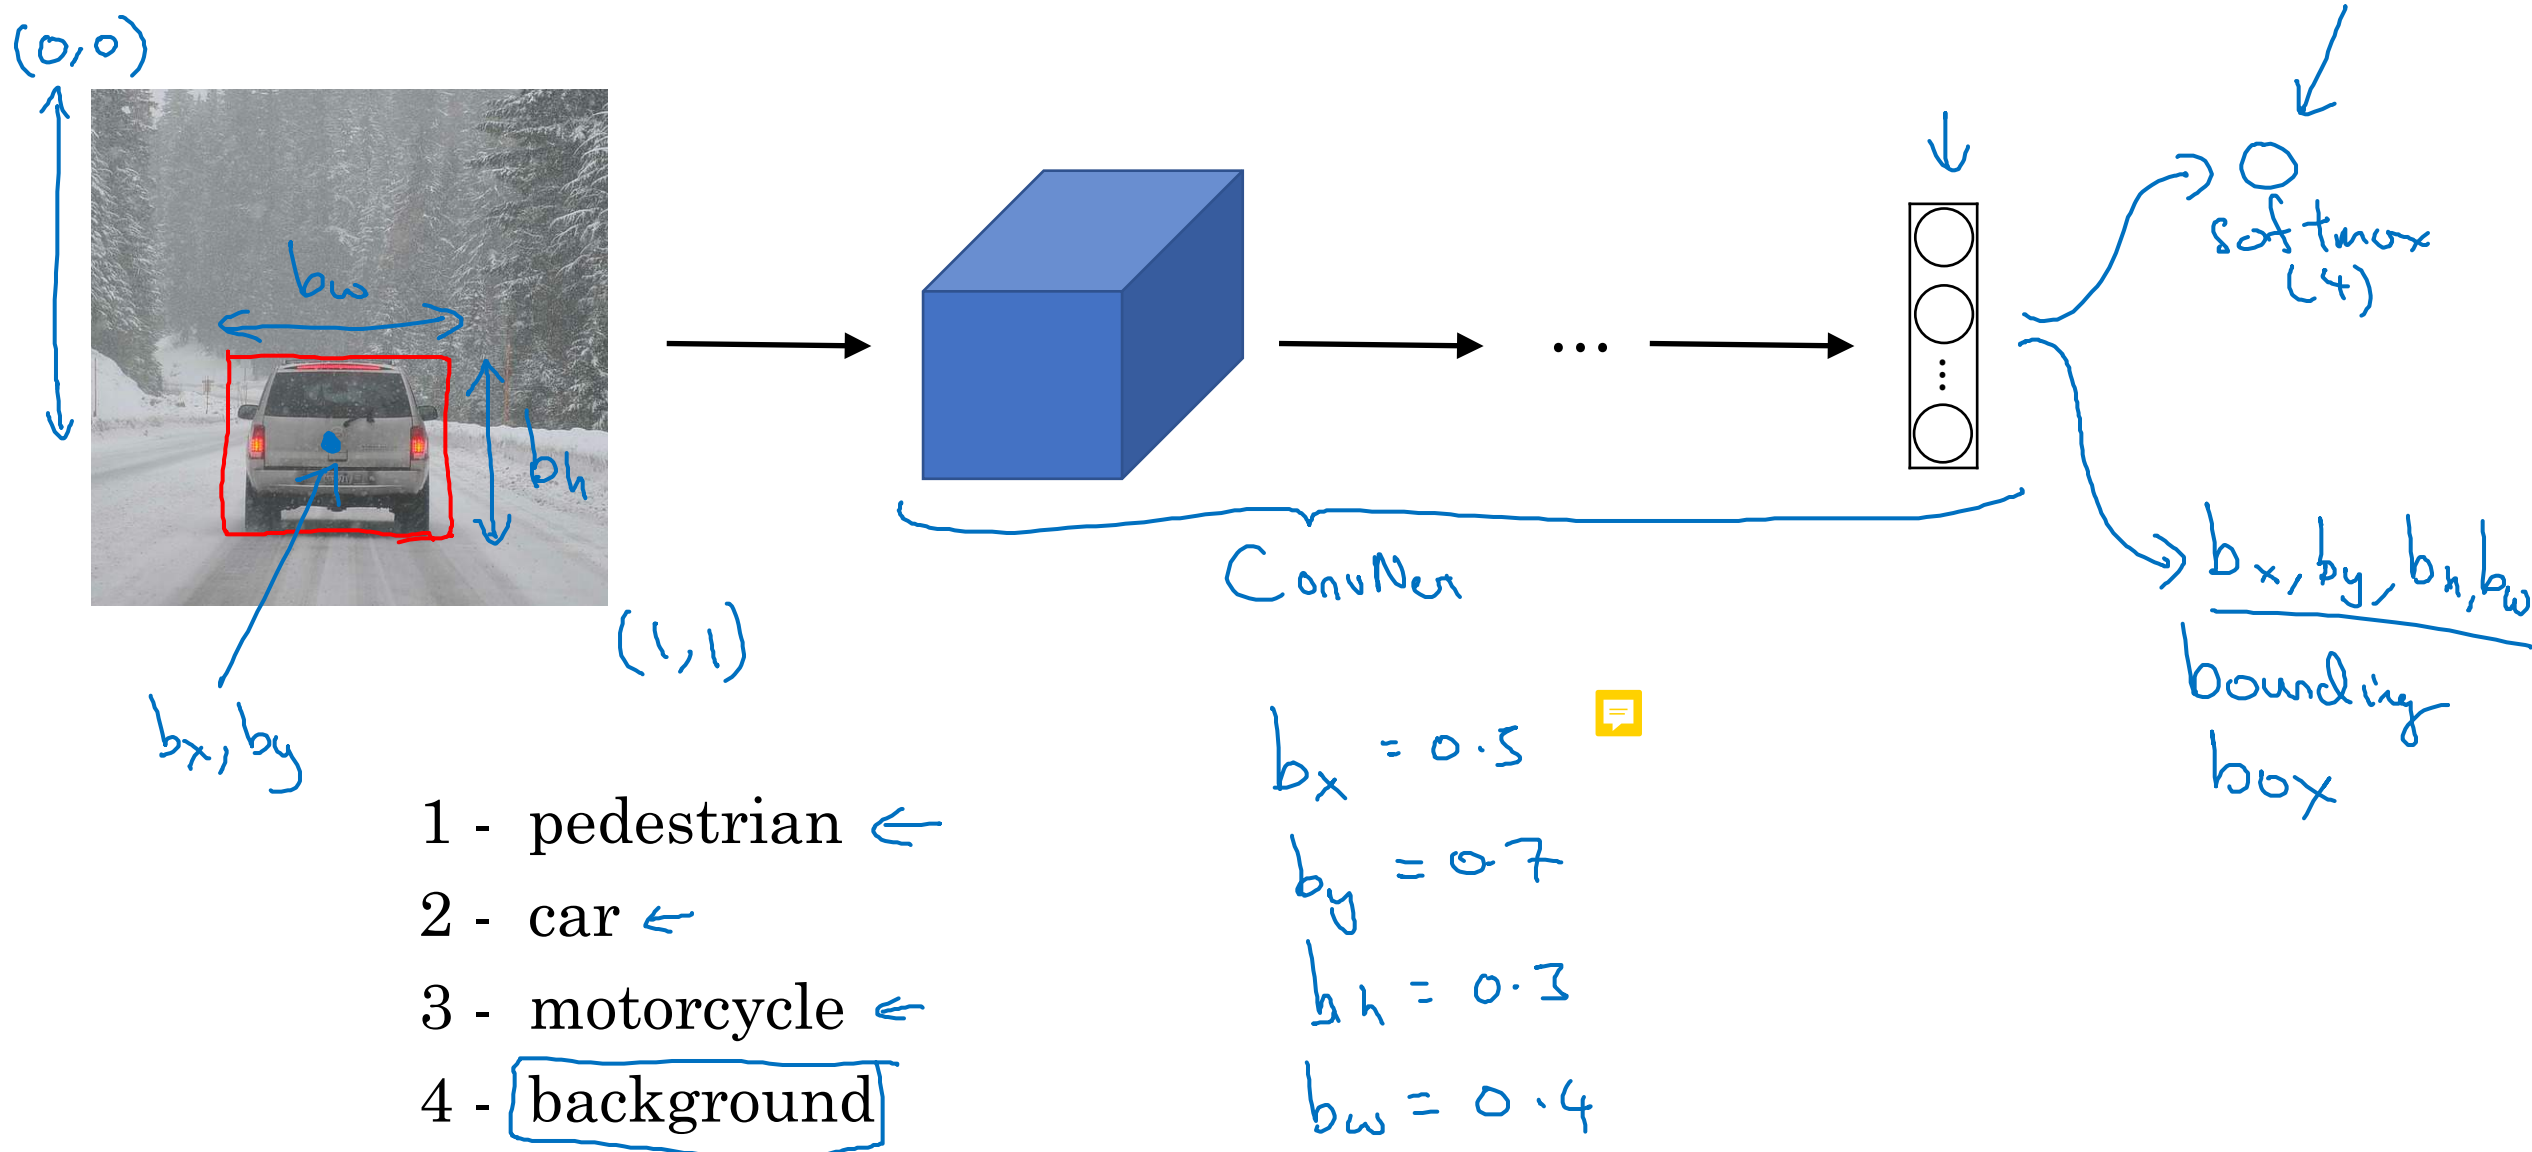 (0,0)
bw
bh
(1,1)
bx, by
softmax
(4)
ConvNet
...
bx, by, bh, bw
bounding
box
1 - pedestrian
2 - car
3 - motorcycle
4 - background
bx = 0.5
by = 0.7
bh = 0.3
bw = 0.4